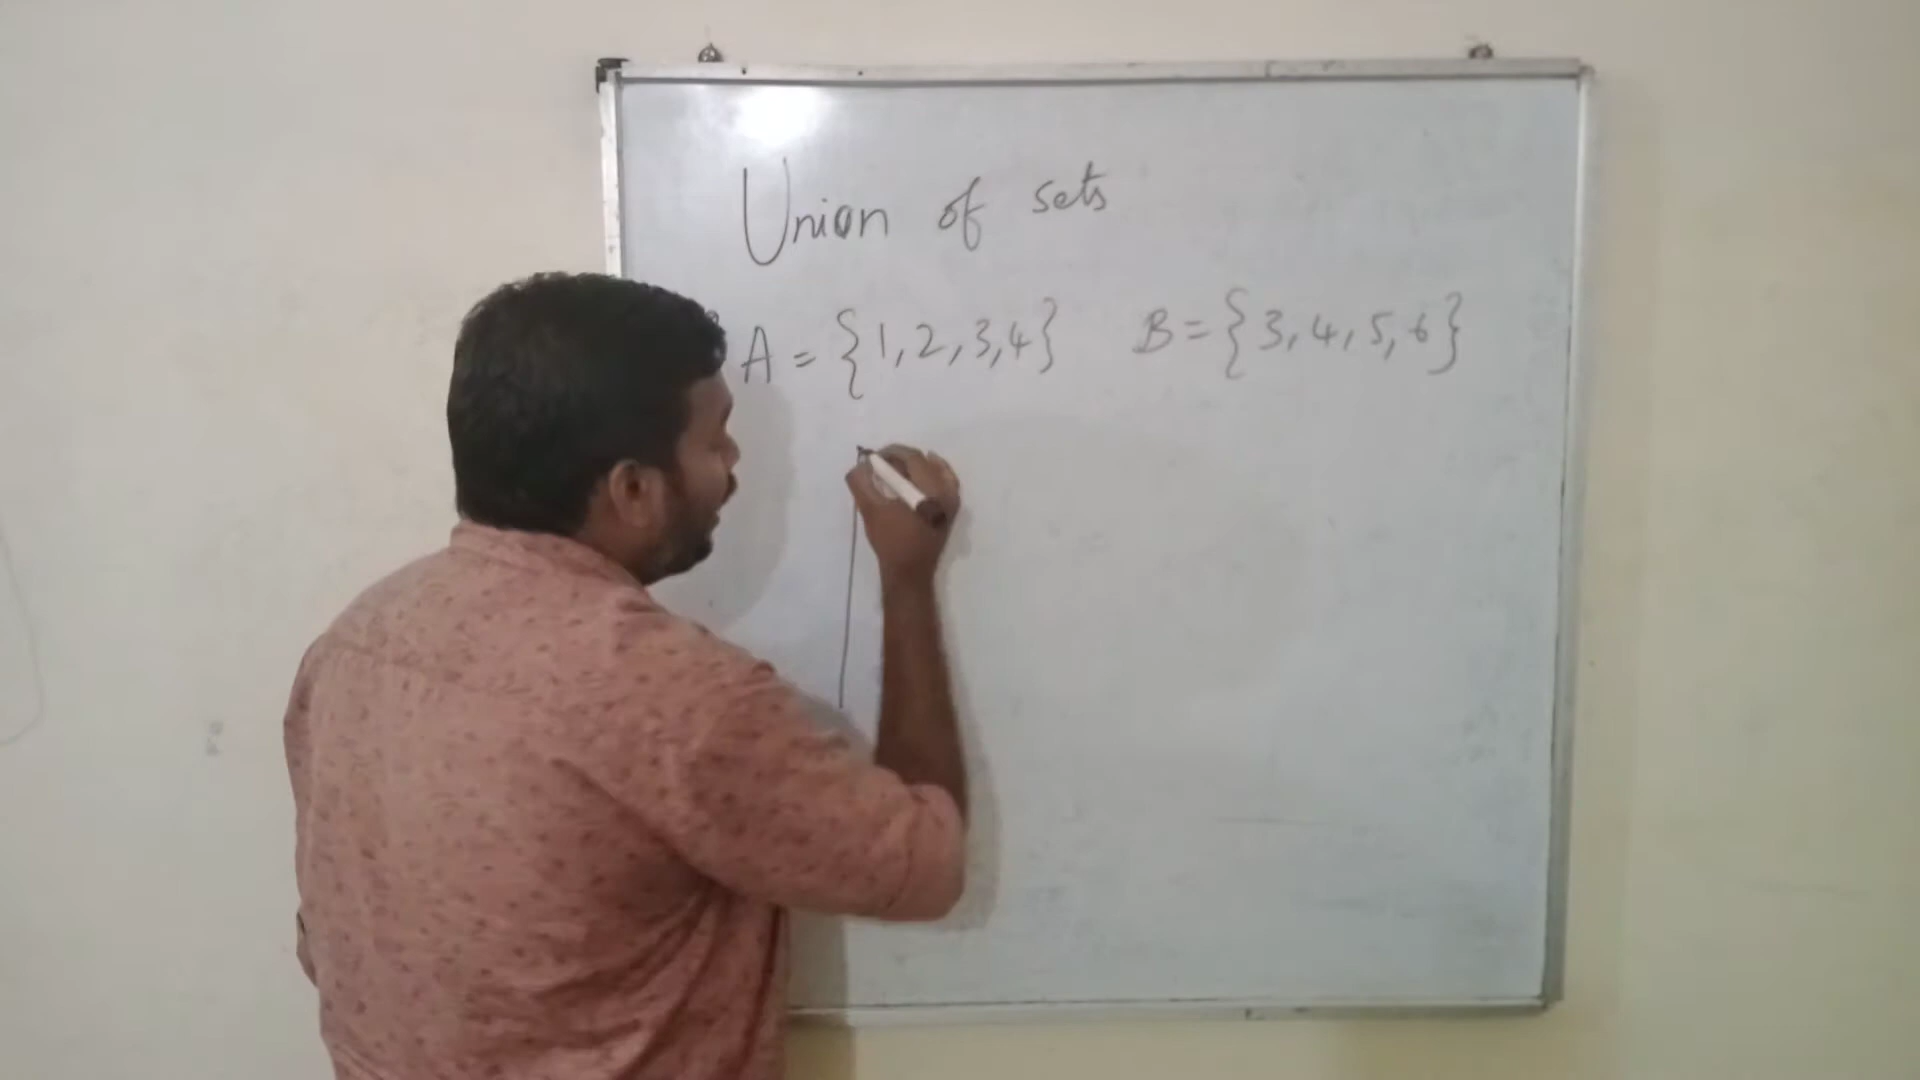 Union of sets
A = {1,2,3,4} B = {3,4,5,6}